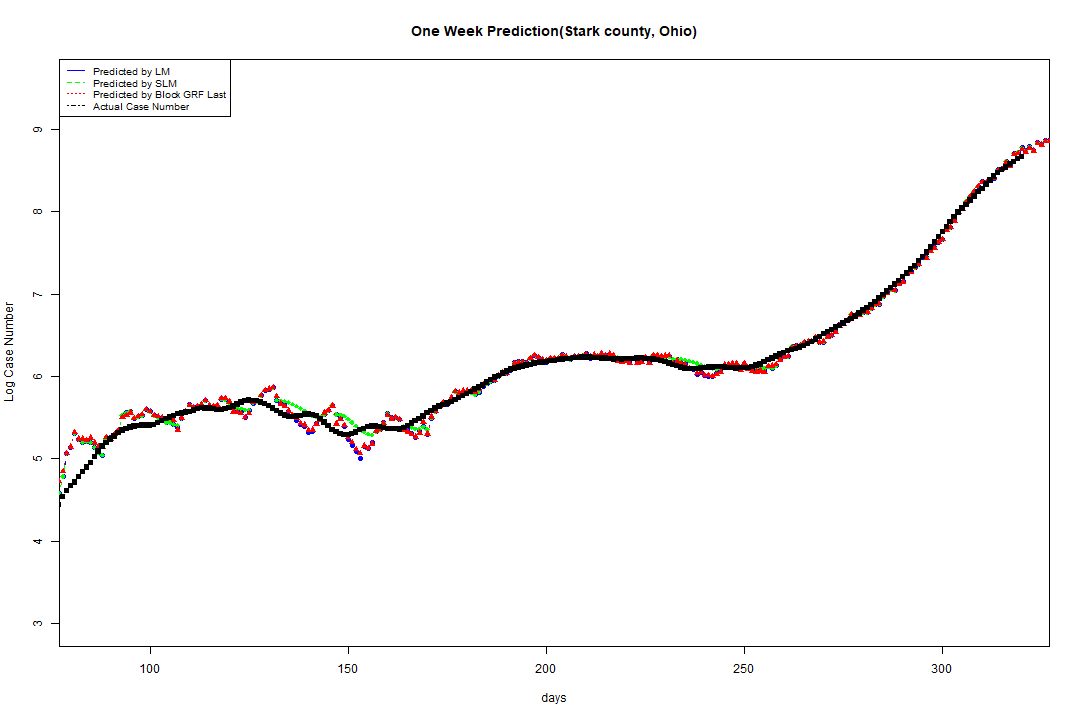 One Week Prediction(Stark county, Ohio)
Predicted by LM
Predicted by SLM
Predicted by Block GRF Last
Actual Case Number
9
8
7
6
5
4
3
Log Case Number
100 150 200 250 300
days